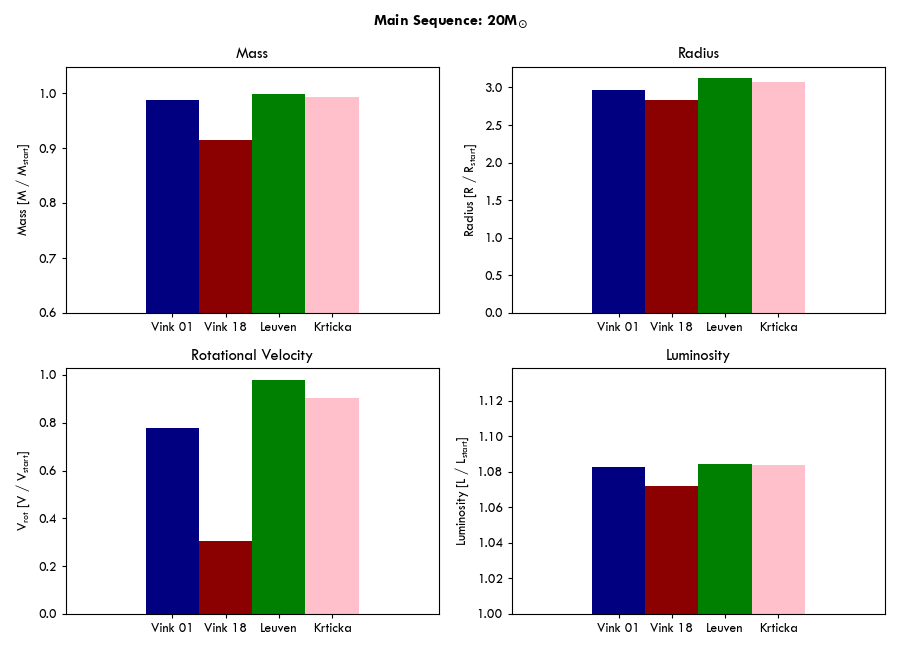 Main Sequence: 20M⊙
Mass
Mass [M / Mstart]
1.0
0.9
0.8
0.7
0.6
Vink 01 Vink 18 Leuven Krticka
Radius
Radius [R / Rstart]
3.0
2.5
2.0
1.5
1.0
0.5
0.0
Vink 01 Vink 18 Leuven Krticka
Rotational Velocity
Vrot [V / Vstart]
1.0
0.8
0.6
0.4
0.2
0.0
Vink 01 Vink 18 Leuven Krticka
Luminosity
Luminosity [L / Lstart]
1.12
1.10
1.08
1.06
1.04
1.02
1.00
Vink 01 Vink 18 Leuven Krticka